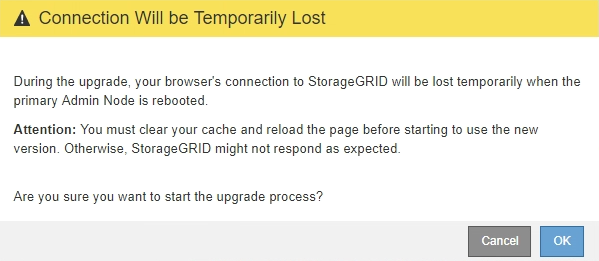 Connection Will be Temporarily Lost
During the upgrade, your browser's connection to StorageGRID will be lost temporarily when the
primary Admin Node is rebooted.
Attention: You must clear your cache and reload the page before starting to use the new
version. Otherwise, StorageGRID might not respond as expected.
Are you sure you want to start the upgrade process?
Cancel OK